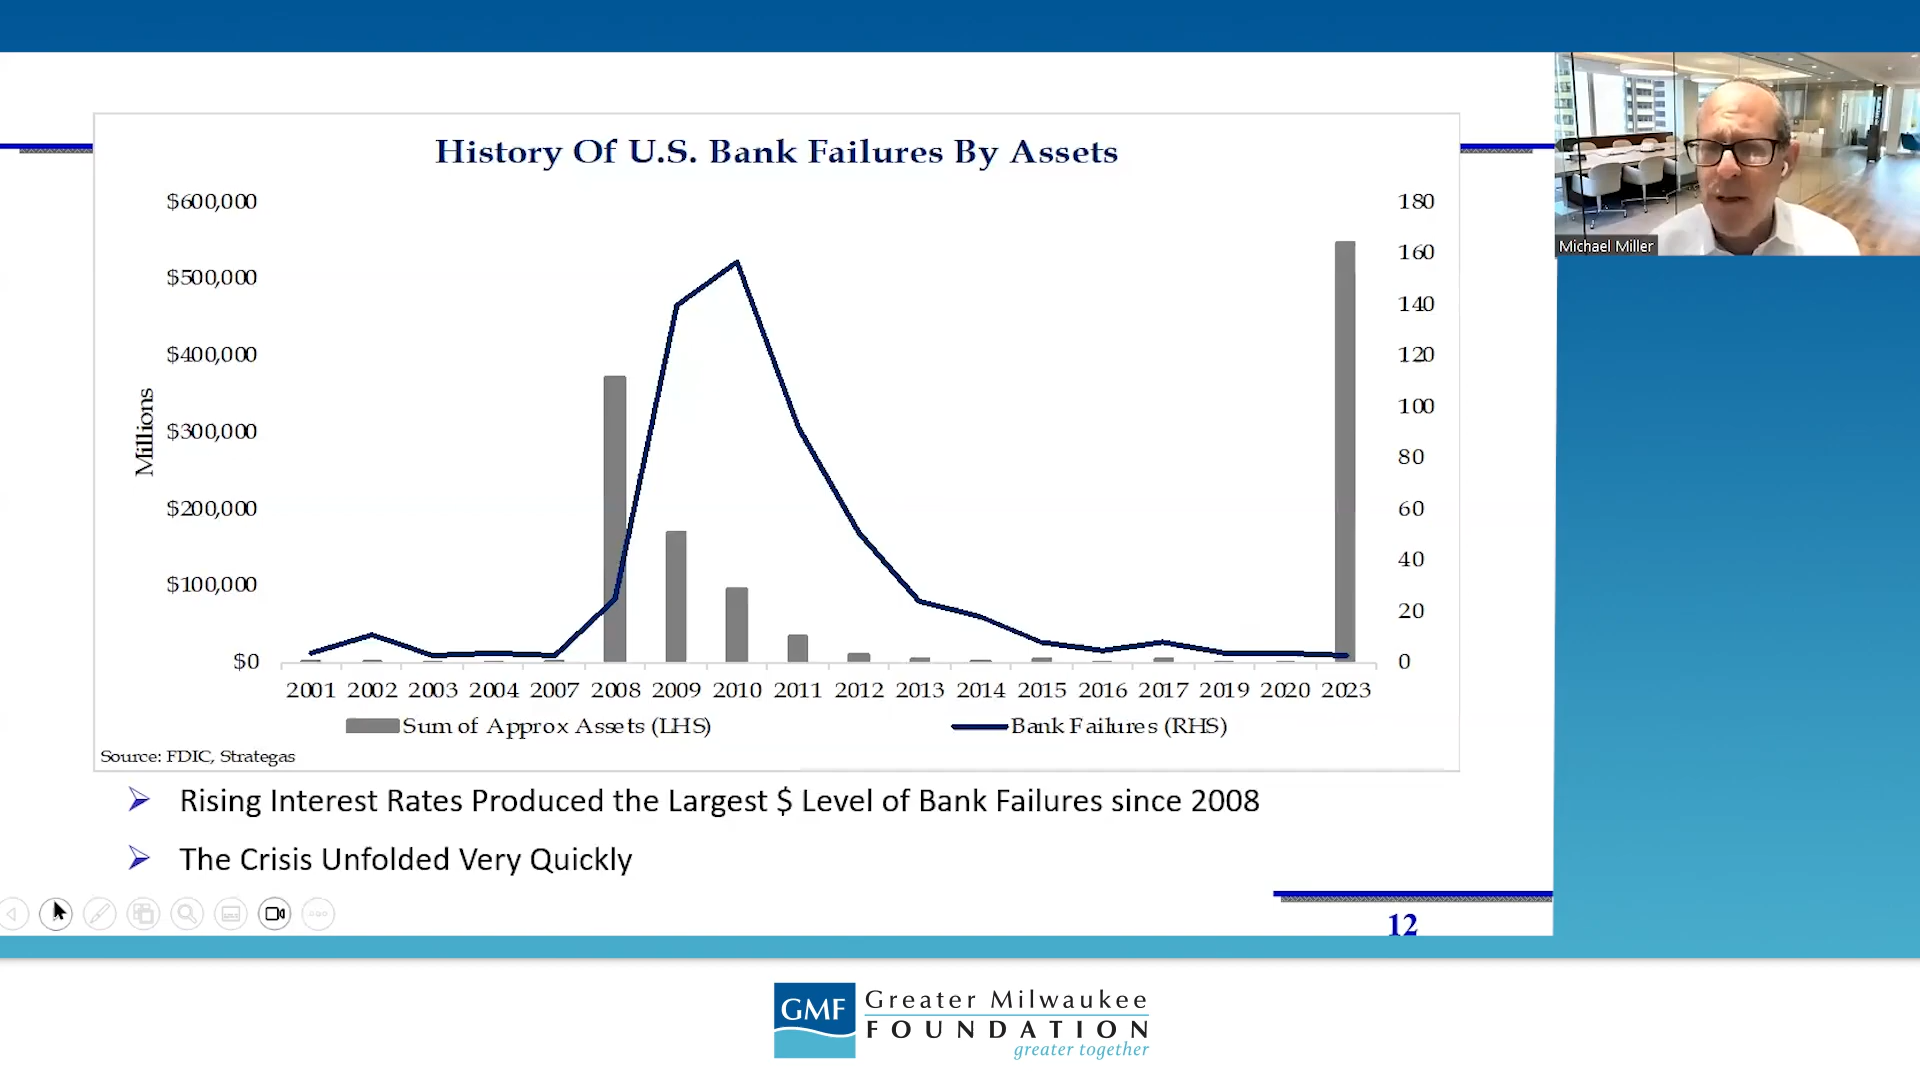 History Of U.S. Bank Failures By Assets
$600,000
$500,000
$400,000
$300,000
$200,000
$100,000
$0
Millions
180
160
140
120
100
80
60
40
20
0
2001 2002 2003 2004 2007 2008 2009 2010 2011 2012 2013 2014 2015 2016 2017 2019 2020 2023
Sum of Approx Assets (LHS) Bank Failures (RHS)
Source: FDIC, Strategas
Rising Interest Rates Produced the Largest $ Level of Bank Failures since 2008
The Crisis Unfolded Very Quickly
12
Michael Miller
GMF
Greater Milwaukee
FOUNDATION
greater together